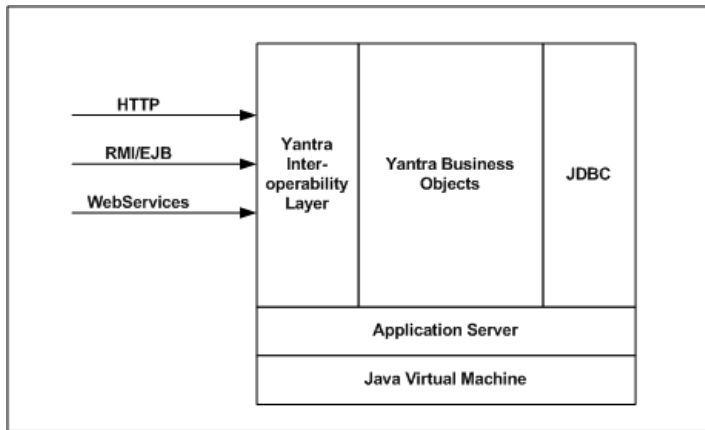 HTTP
RMI/EJB
WebServices
Yantra
Inter-
operability
Layer
Yantra Business
Objects
JDBC
Application Server
Java Virtual Machine